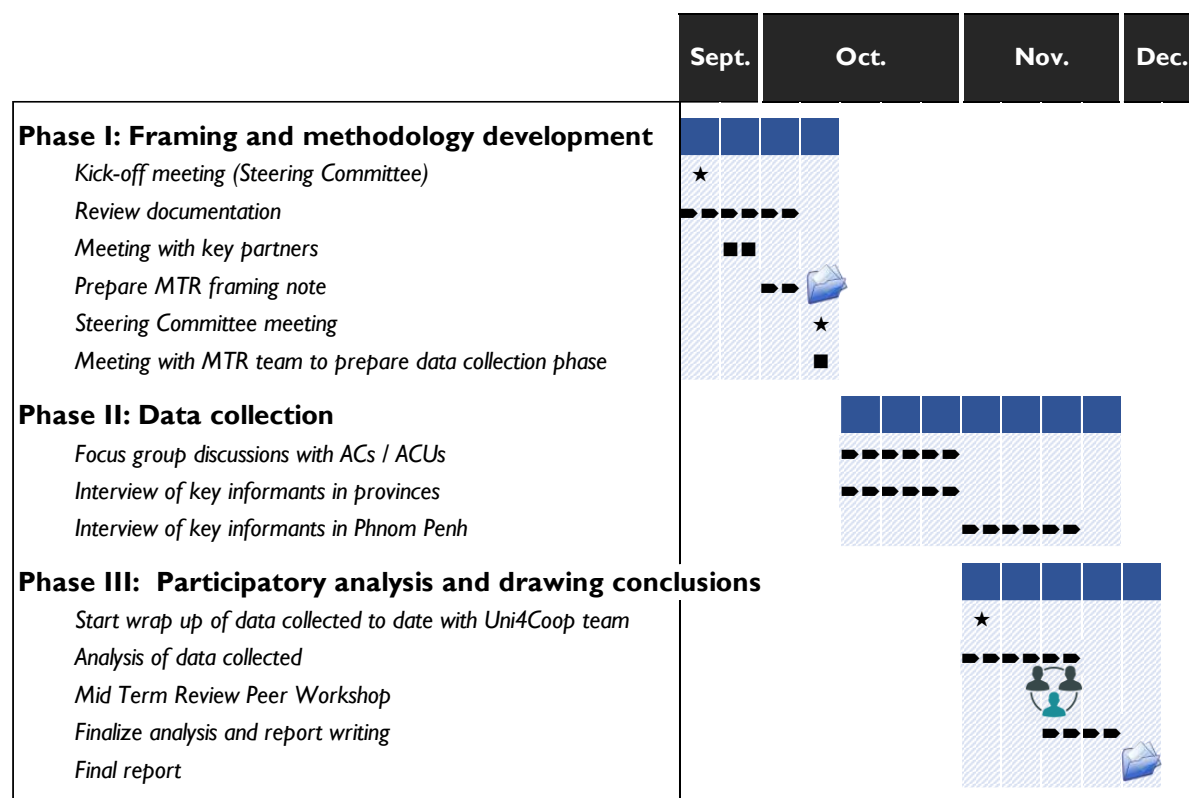 Sept. Oct. Nov. Dec.
Phase I: Framing and methodology development
Kick-off meeting (Steering Committee)
Review documentation
Meeting with key partners
Prepare MTR framing note
Steering Committee meeting
Meeting with MTR team to prepare data collection phase
Phase II: Data collection
Focus group discussions with ACs / ACUs
Interview of key informants in provinces
Interview of key informants in Phnom Penh
Phase III: Participatory analysis and drawing conclusions
Start wrap up of data collected to date with Uni4Coop team
Analysis of data collected
Mid Term Review Peer Workshop
Finalize analysis and report writing
Final report